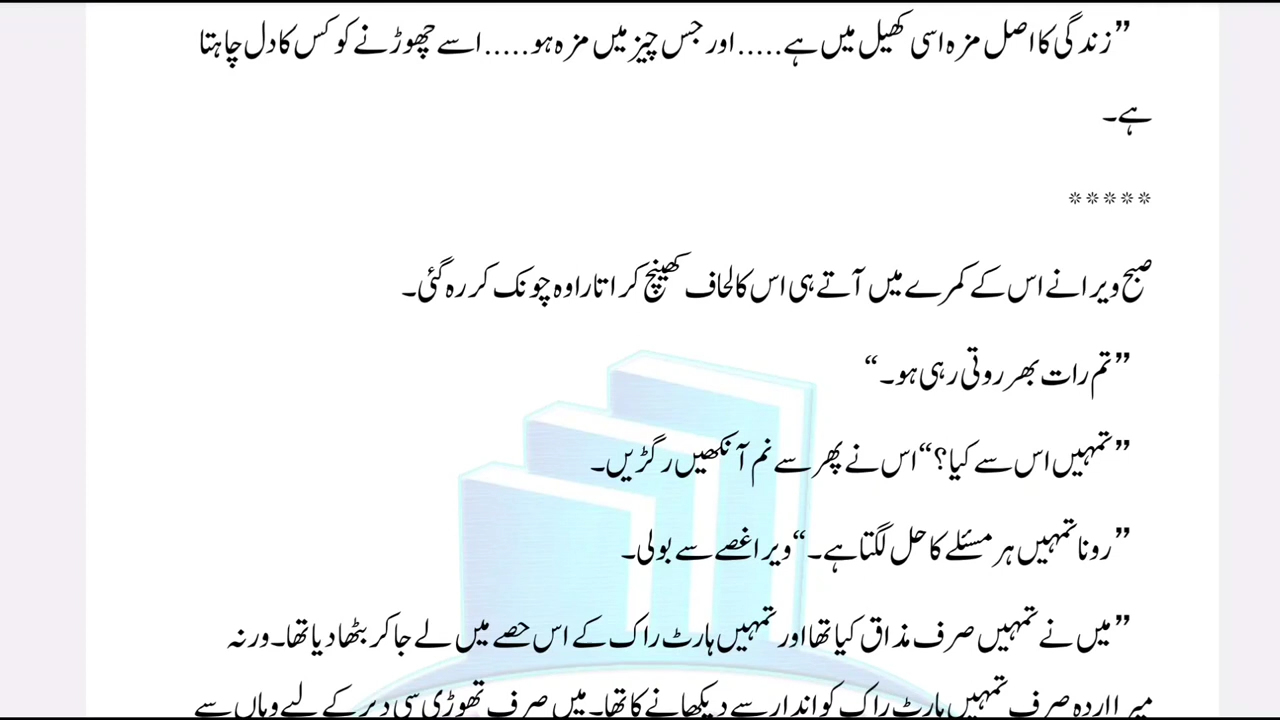 ”زندگی کا اصل مزہ اسی کھیل میں ہے..... اور جس چیز میں مزہ ہو..... اسے چھوڑنے کو کس کا دل چاہتا
ہے۔
*****
صبح ویرا نے اس کے کمرے میں آتے ہی اس کا لحاف کھینچ کر اتارا وہ چونک کر رہ گئی۔
”تم رات بھر روتی رہی ہو۔“
”تمہیں اس سے کیا؟“ اس نے پھر سے نم آنکھیں رگڑیں۔
”رونا تمہیں ہر مسئلے کا حل لگتا ہے۔“ ویرا غصے سے بولی۔
”میں نے تمہیں صرف مذاق کیا تھا اور تمہیں ہارٹ راک کے اس حصے میں لے جا کر بٹھا دیا تھا۔ ورنہ
میرا اردہ صرف تمہیں ہارٹ راک کو اندار سے دیکھانے کا تھا۔ میں صرف تھوڑی سی دیر کے لیے وہاں سے